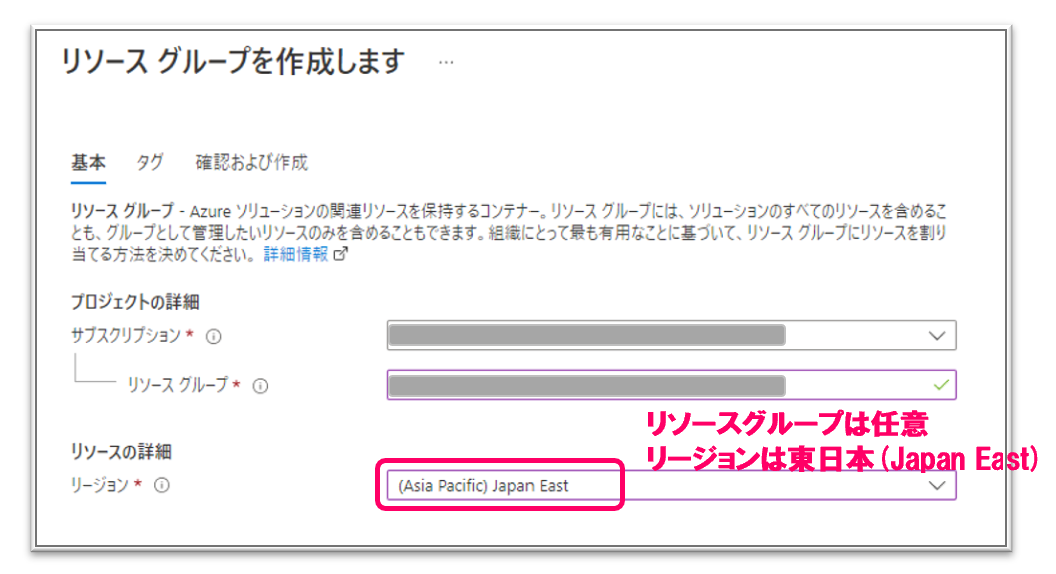 リソース グループを作成します …
基本 タグ 確認および作成
リソース グループ - Azure ソリューションの関連リソースを保持するコンテナー。リソース グループには、ソリューションのすべてのリソースを含めるこ
とも、グループとして管理したいリソースのみを含めることもできます。組織にとって最も有用なことに基づいて、リソース グループにリソースを割り
当てる方法を決めてください。 詳細情報
プロジェクトの詳細
サブスクリプション *
リソース グループ *
リソースグループは任意
リージョンは東日本(Japan East)
リソースの詳細
リージョン * (Asia Pacific) Japan East